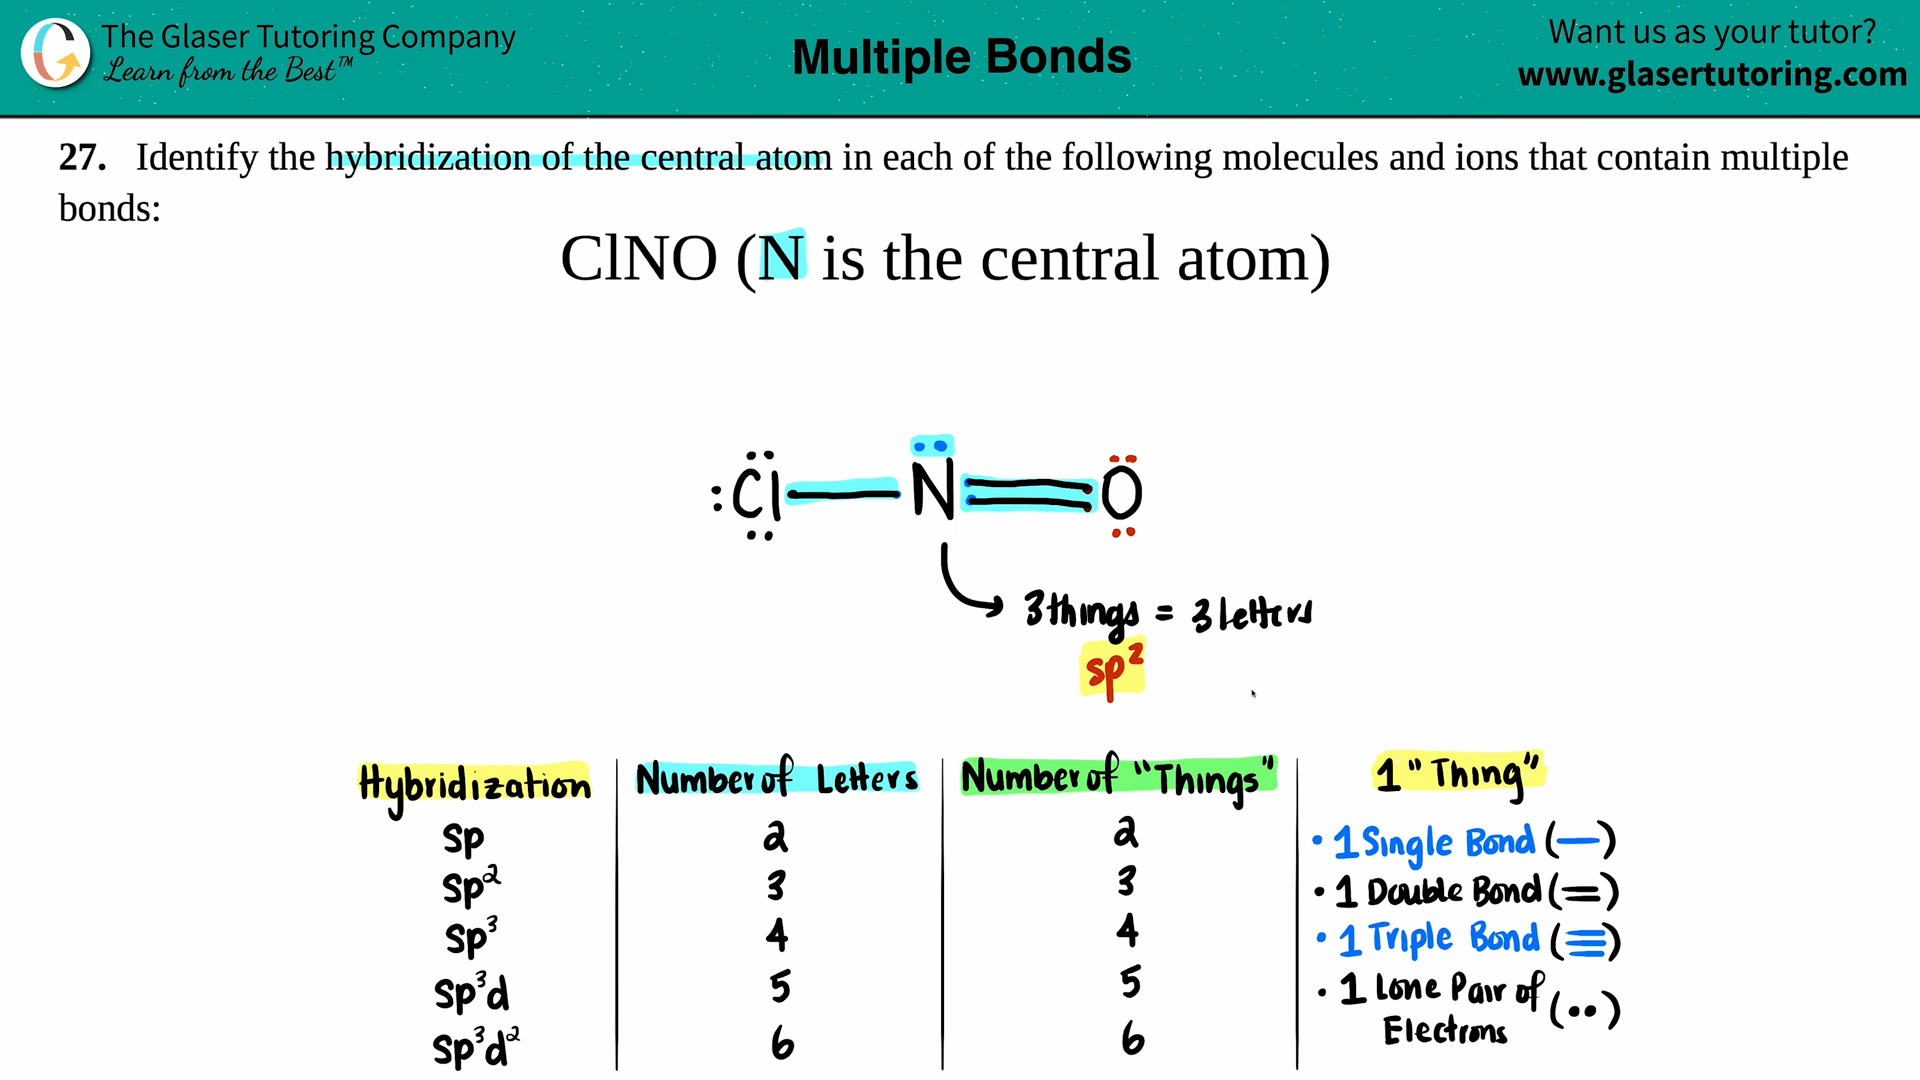 The Glaser Tutoring Company
Learn from the Best™
Multiple Bonds
Want us as your tutor?
www.glasertutoring.com
27. Identify the hybridization of the central atom in each of the following molecules and ions that contain multiple
bonds:
ClNO (N is the central atom)
:Cl—N=O
3 things = 3 letters
sp²
Hybridization Number of Letters Number of "Things" 1 "Thing"
sp 2 2 • 1 Single Bond (—)
sp² 3 3 • 1 Double Bond (=)
sp³ 4 4 • 1 Triple Bond (≡)
sp³d 5 5 • 1 Lone Pair of
Electrons (••)
sp³d² 6 6